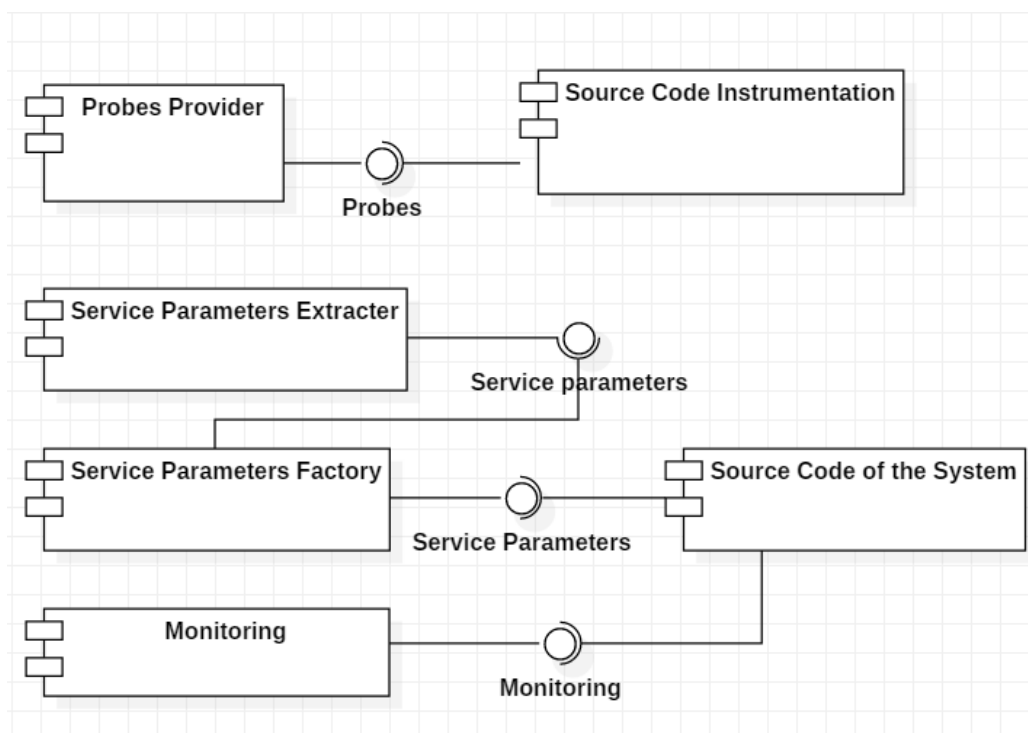 Probes Provider
Source Code Instrumentation
Probes
Service Parameters Extracter
Service parameters
Service Parameters Factory
Source Code of the System
Service Parameters
Monitoring
Monitoring